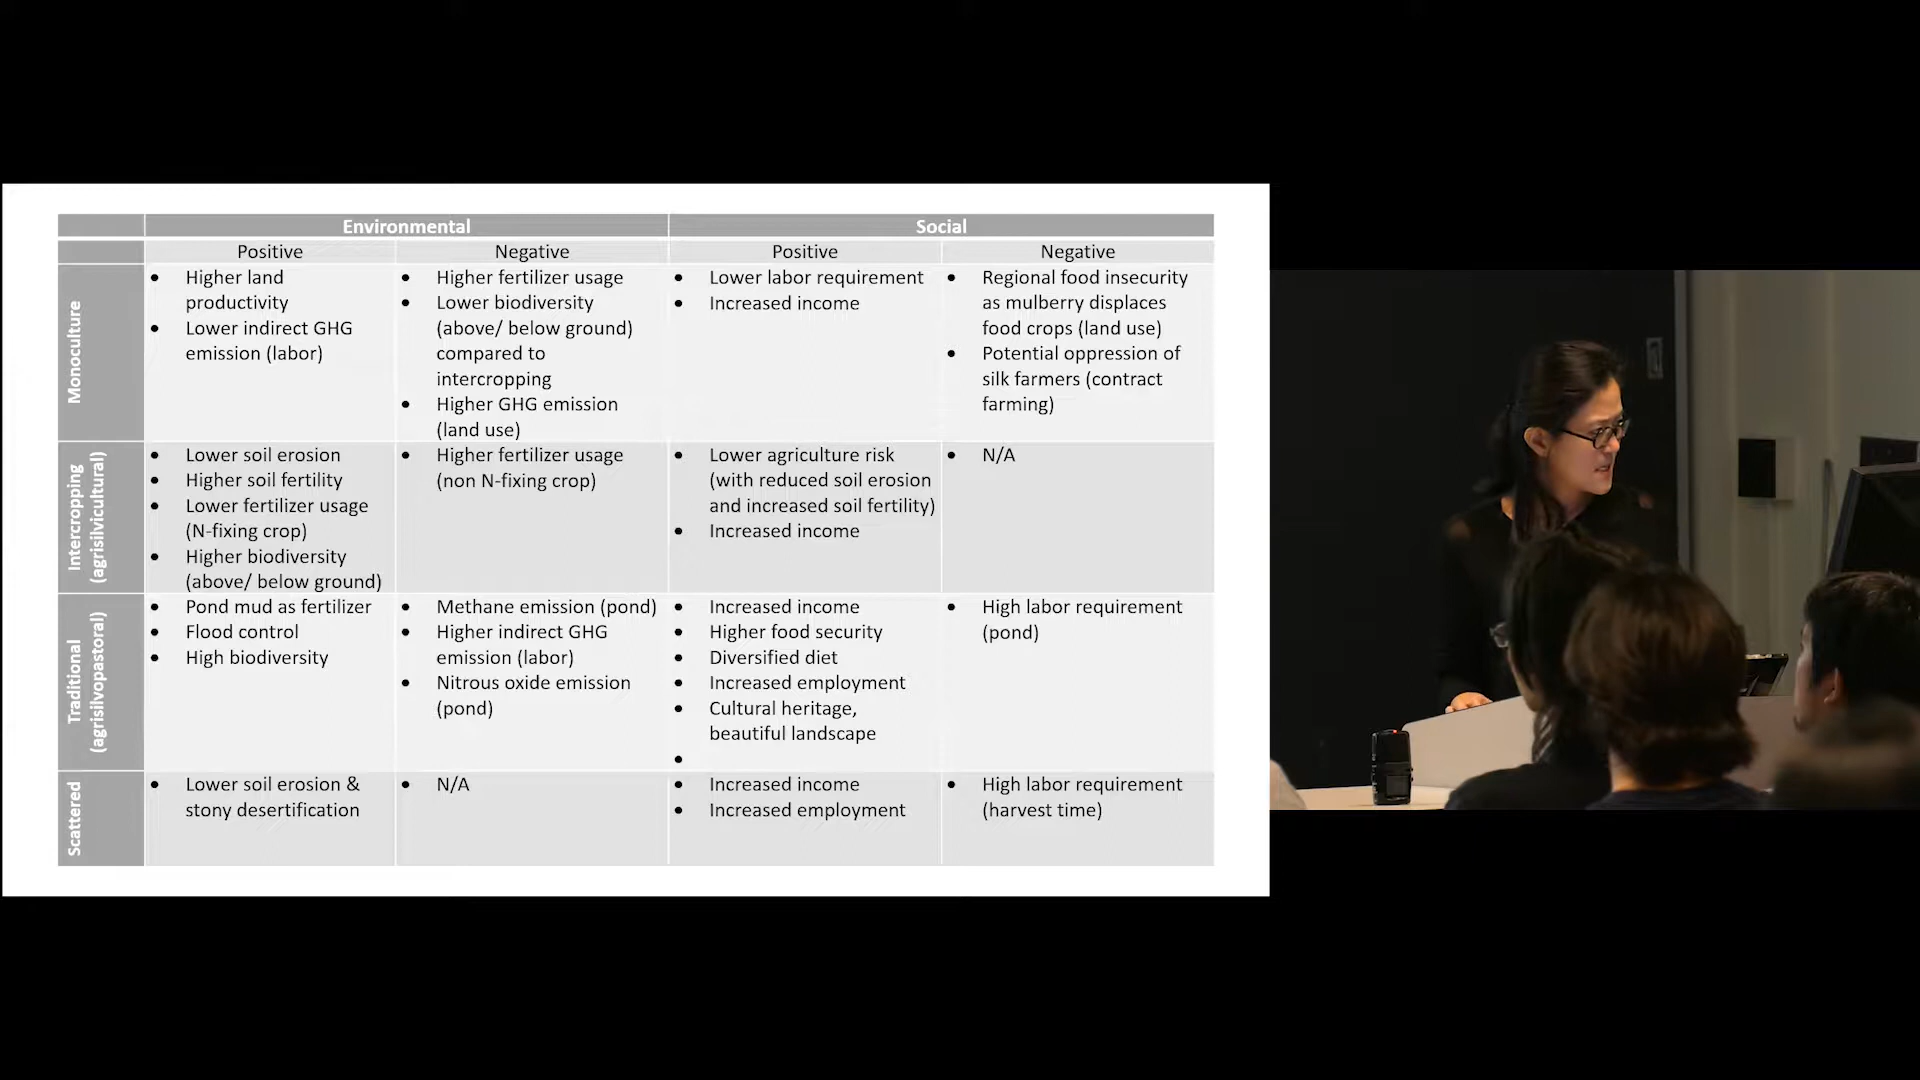 Environmental
Social
Positive
Negative
Positive
Negative
Monoculture
• Higher land
productivity
• Lower indirect GHG
emission (labor)
• Higher fertilizer usage
• Lower biodiversity
(above/ below ground)
compared to
intercropping
• Higher GHG emission
(land use)
• Lower labor requirement
• Increased income
• Regional food insecurity
as mulberry displaces
food crops (land use)
• Potential oppression of
silk farmers (contract
farming)
Intercropping
(agrisilvicultural)
• Lower soil erosion
• Higher soil fertility
• Lower fertilizer usage
(N-fixing crop)
• Higher biodiversity
(above/ below ground)
• Higher fertilizer usage
(non N-fixing crop)
• Lower agriculture risk
(with reduced soil erosion
and increased soil fertility)
• Increased income
• N/A
Traditional
(agrisilvopastoral)
• Pond mud as fertilizer
• Flood control
• High biodiversity
• Methane emission (pond)
• Higher indirect GHG
emission (labor)
• Nitrous oxide emission
(pond)
• Increased income
• Higher food security
• Diversified diet
• Increased employment
• Cultural heritage,
beautiful landscape
•
• High labor requirement
(pond)
Scattered
• Lower soil erosion &
stony desertification
• N/A
• Increased income
• Increased employment
• High labor requirement
(harvest time)